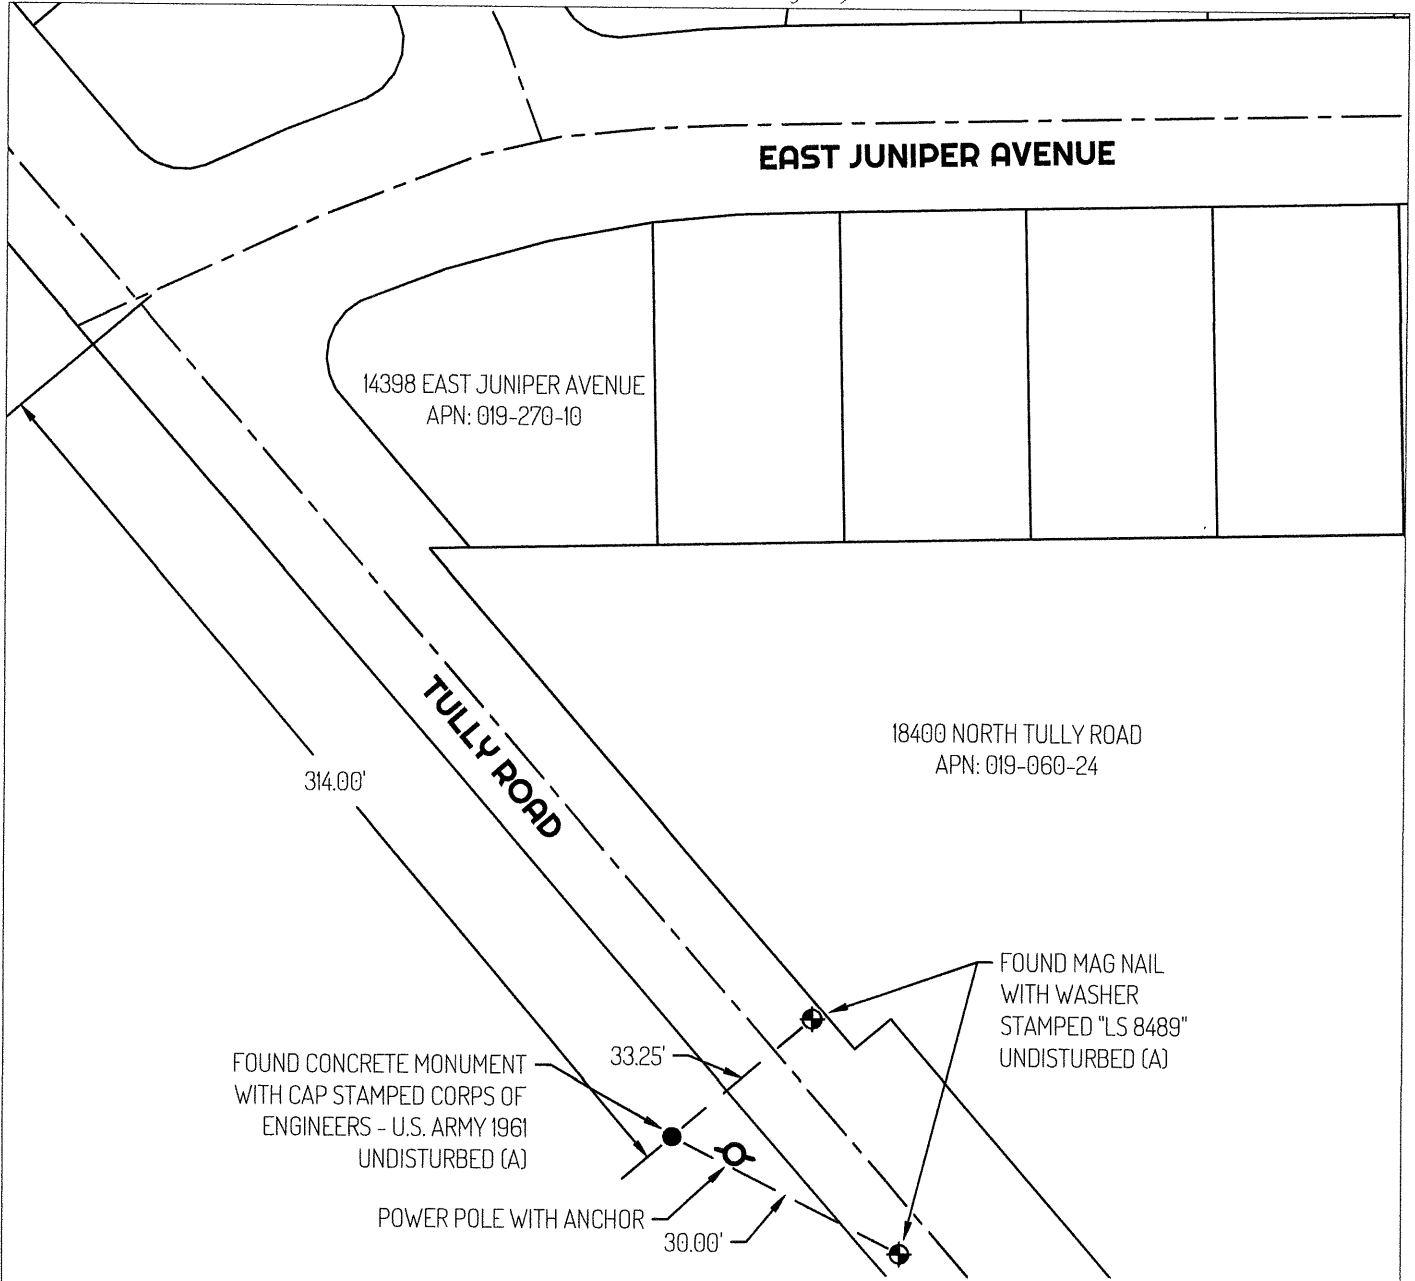 EAST JUNIPER AVENUE
14398 EAST JUNIPER AVENUE
APN: 019-270-10
TULLY ROAD
18400 NORTH TULLY ROAD
APN: 019-060-24
314.00'
FOUND MAG NAIL
WITH WASHER
STAMPED "LS 8489"
UNDISTURBED (A)
33.25'
FOUND CONCRETE MONUMENT
WITH CAP STAMPED CORPS OF
ENGINEERS - U.S. ARMY 1961
UNDISTURBED (A)
POWER POLE WITH ANCHOR
30.00'